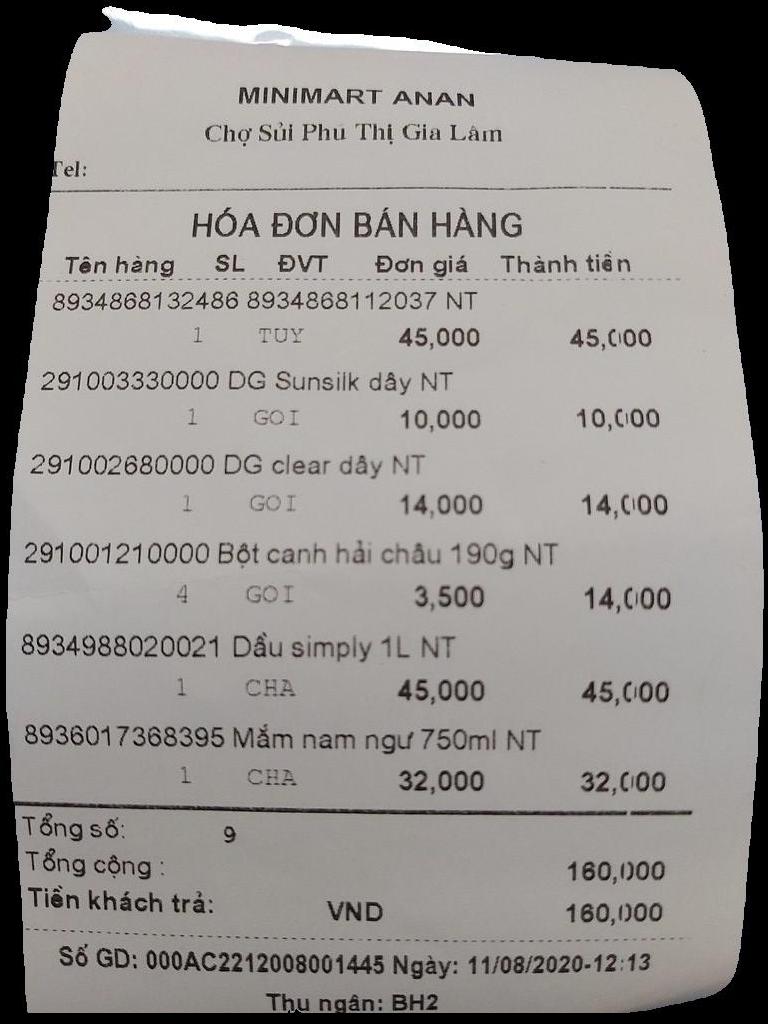 MINIMART ANAN
Chợ Sủi Phú Thị Gia Lâm
Tel:
HÓA ĐƠN BÁN HÀNG
Tên hàng SL ĐVT Đơn giá Thành tiền
8934868132486 8934868112037 NT
1 TUY 45,000 45,000
291003330000 DG Sunsilk dây NT
1 GOI 10,000 10,000
291002680000 DG clear dây NT
1 GOI 14,000 14,000
291001210000 Bột canh hải châu 190g NT
4 GOI 3,500 14,000
8934988020021 Dầu simply 1L NT
1 CHA 45,000 45,000
8936017368395 Mắm nam ngư 750ml NT
1 CHA 32,000 32,000
Tổng số: 9
Tổng cộng : 160,000
Tiền khách trả: VND 160,000
Số GD: 000AC2212008001445 Ngày: 11/08/2020-12:13
Thu ngân: BH2